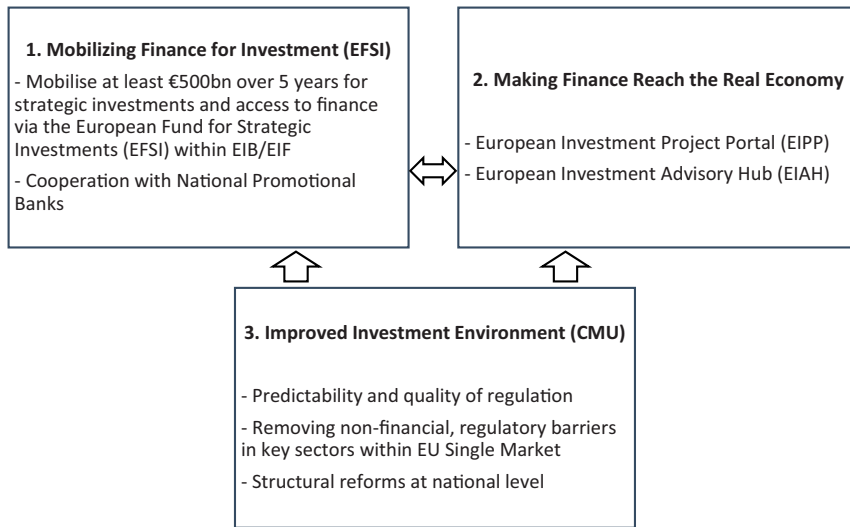 1. Mobilizing Finance for Investment (EFSI)
- Mobilise at least €500bn over 5 years for
strategic investments and access to finance
via the European Fund for Strategic
Investments (EFSI) within EIB/EIF
- Cooperation with National Promotional
Banks
2. Making Finance Reach the Real Economy
- European Investment Project Portal (EIPP)
- European Investment Advisory Hub (EIAH)
3. Improved Investment Environment (CMU)
- Predictability and quality of regulation
- Removing non-financial, regulatory barriers
in key sectors within EU Single Market
- Structural reforms at national level